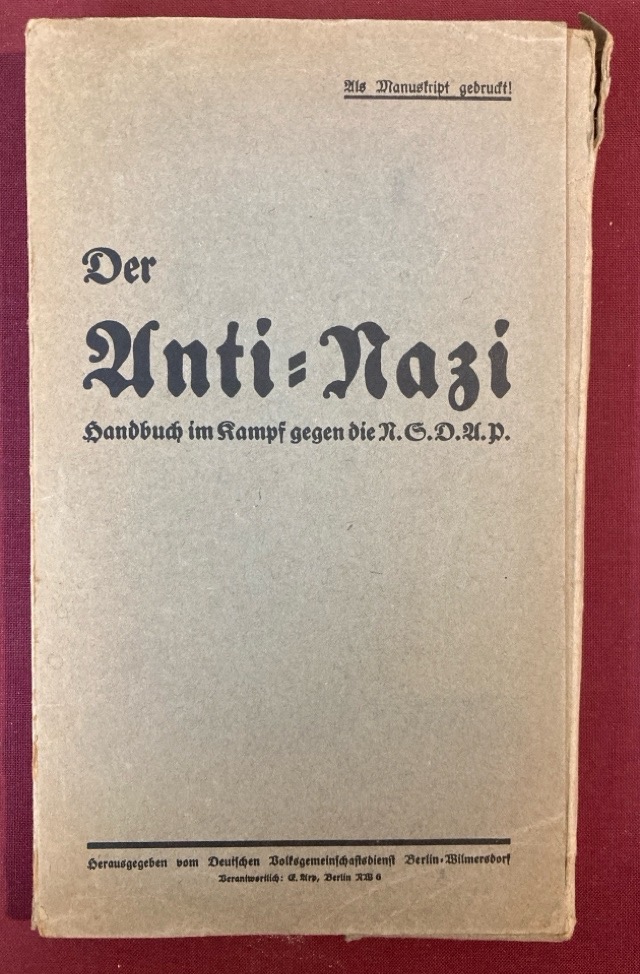 Als Manuskript gedruckt!
Der
Anti-Nazi
Handbuch im Kampf gegen die N.S.D.A.P.
Herausgegeben vom Deutschen Volksgemeinschaftsdienst Berlin-Wilmersdorf
Verantwortlich: E. Arp, Berlin NW 6